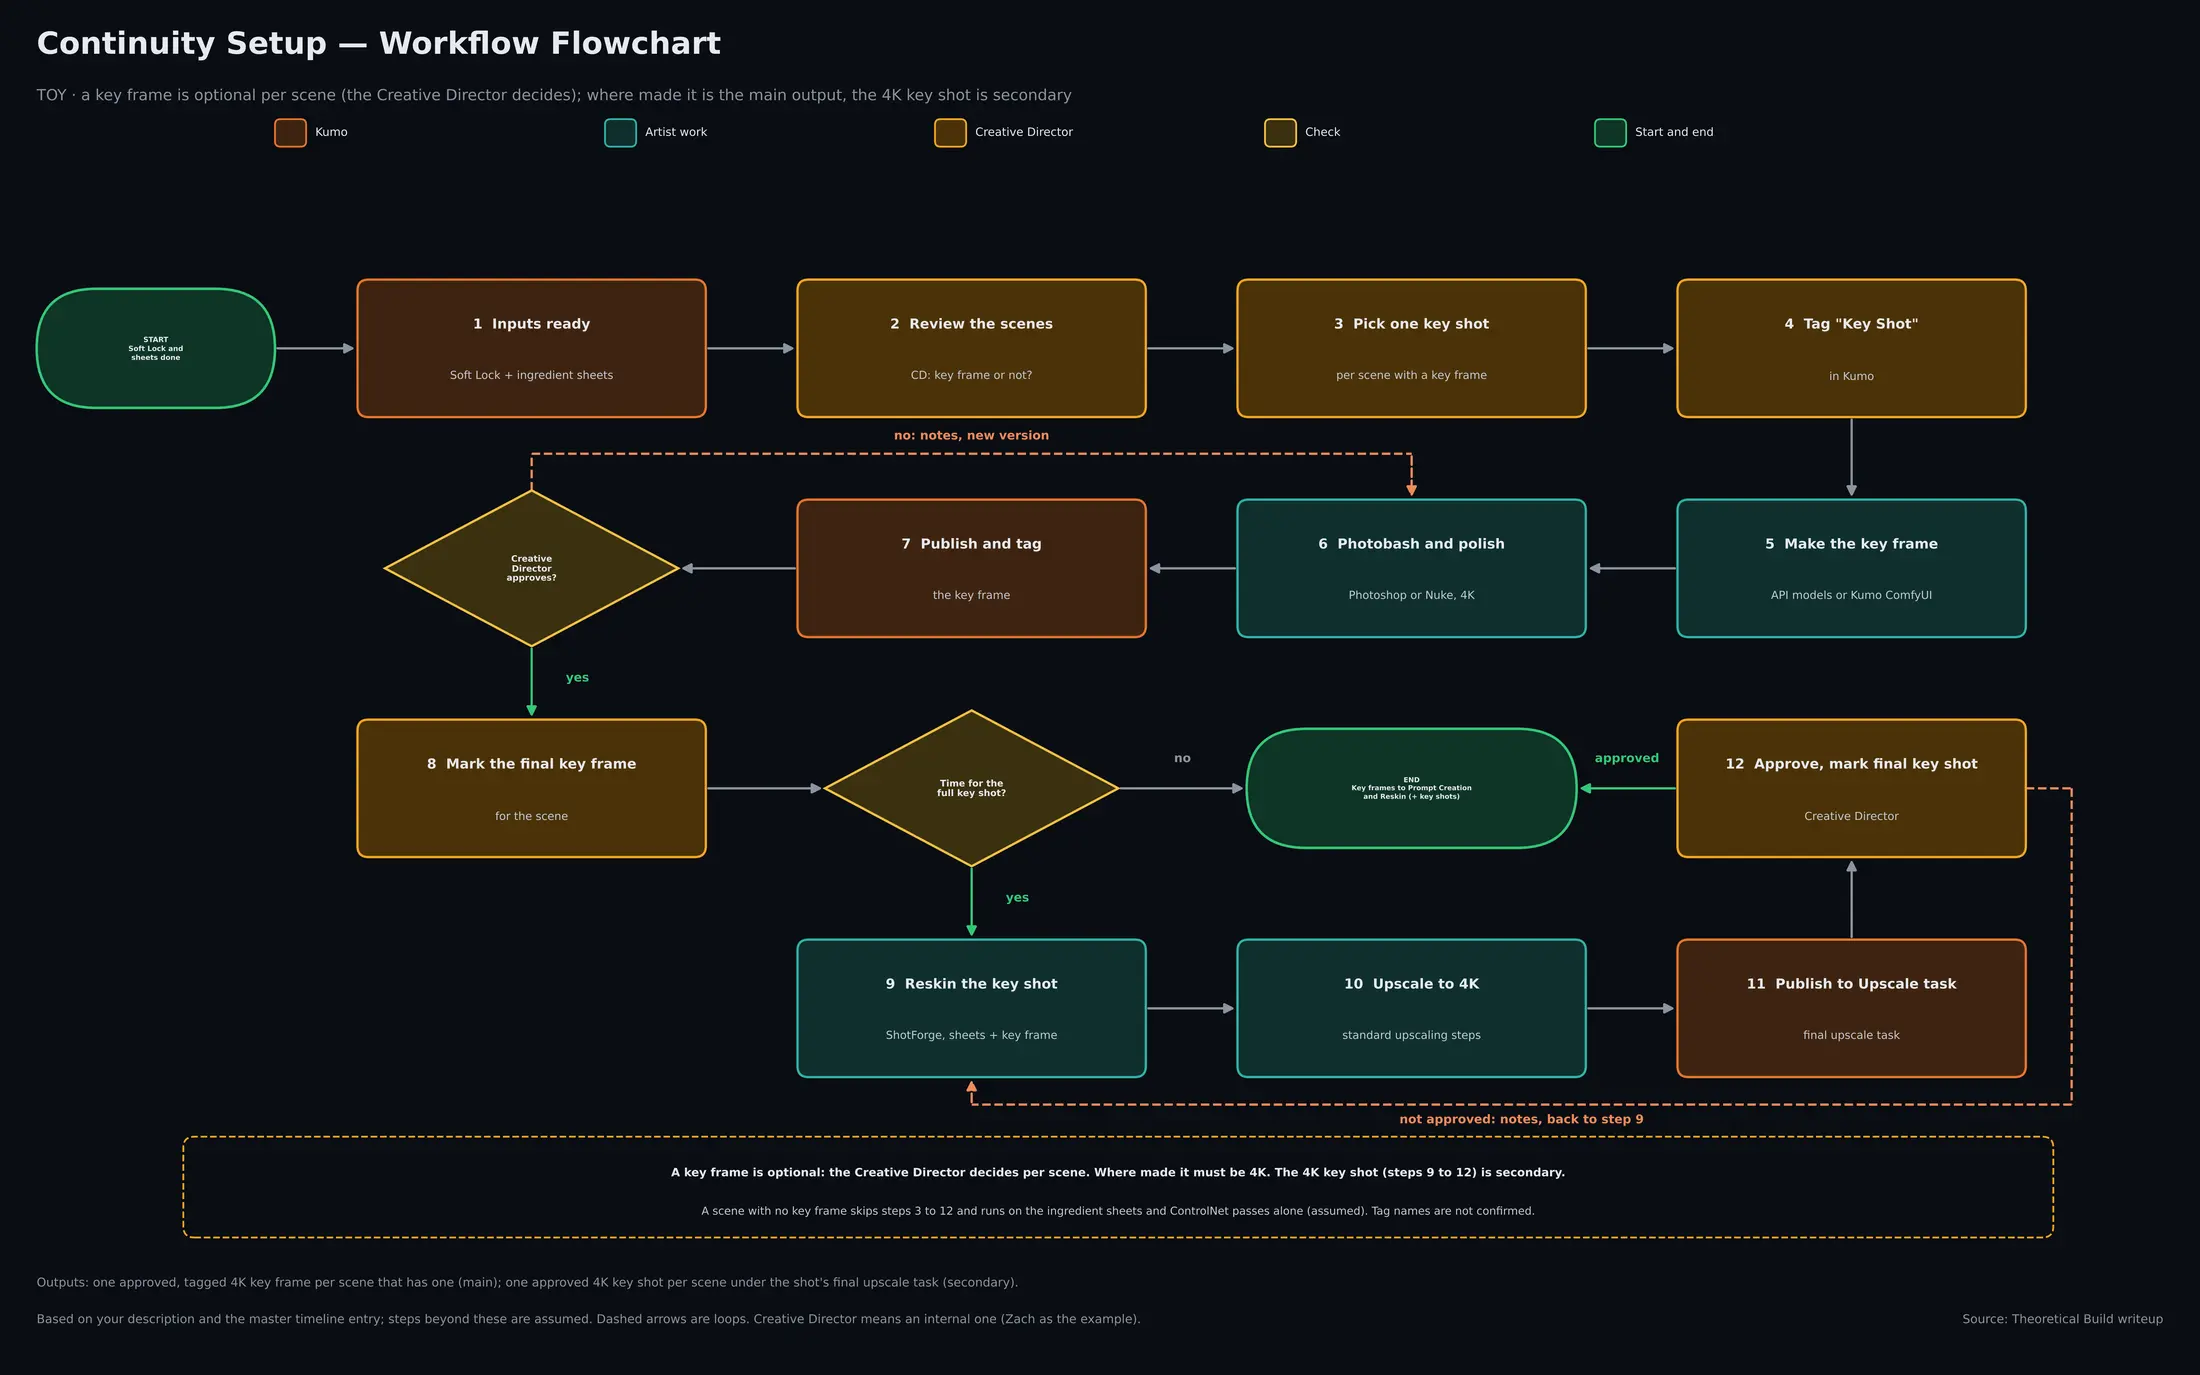 Continuity Setup — Workflow Flowchart
TOY · a key frame is optional per scene (the Creative Director decides); where made it is the main output, the 4K key shot is secondary
Kumo
Artist work
Creative Director
Check
Start and end
START
Soft Lock and
sheets done
1 Inputs ready
Soft Lock + ingredient sheets
2 Review the scenes
CD: key frame or not?
3 Pick one key shot
per scene with a key frame
4 Tag "Key Shot"
in Kumo
no: notes, new version
Creative
Director
approves?
7 Publish and tag
the key frame
6 Photobash and polish
Photoshop or Nuke, 4K
5 Make the key frame
API models or Kumo ComfyUI
yes
8 Mark the final key frame
for the scene
Time for the
full key shot?
no
END
Key frames to Prompt Creation
and Reskin (+ key shots)
approved
12 Approve, mark final key shot
Creative Director
yes
9 Reskin the key shot
ShotForge, sheets + key frame
10 Upscale to 4K
standard upscaling steps
11 Publish to Upscale task
final upscale task
not approved: notes, back to step 9
A key frame is optional: the Creative Director decides per scene. Where made it must be 4K. The 4K key shot (steps 9 to 12) is secondary.
A scene with no key frame skips steps 3 to 12 and runs on the ingredient sheets and ControlNet passes alone (assumed). Tag names are not confirmed.
Outputs: one approved, tagged 4K key frame per scene that has one (main); one approved 4K key shot per scene under the shot's final upscale task (secondary).
Based on your description and the master timeline entry; steps beyond these are assumed. Dashed arrows are loops. Creative Director means an internal one (Zach as the example).
Source: Theoretical Build writeup